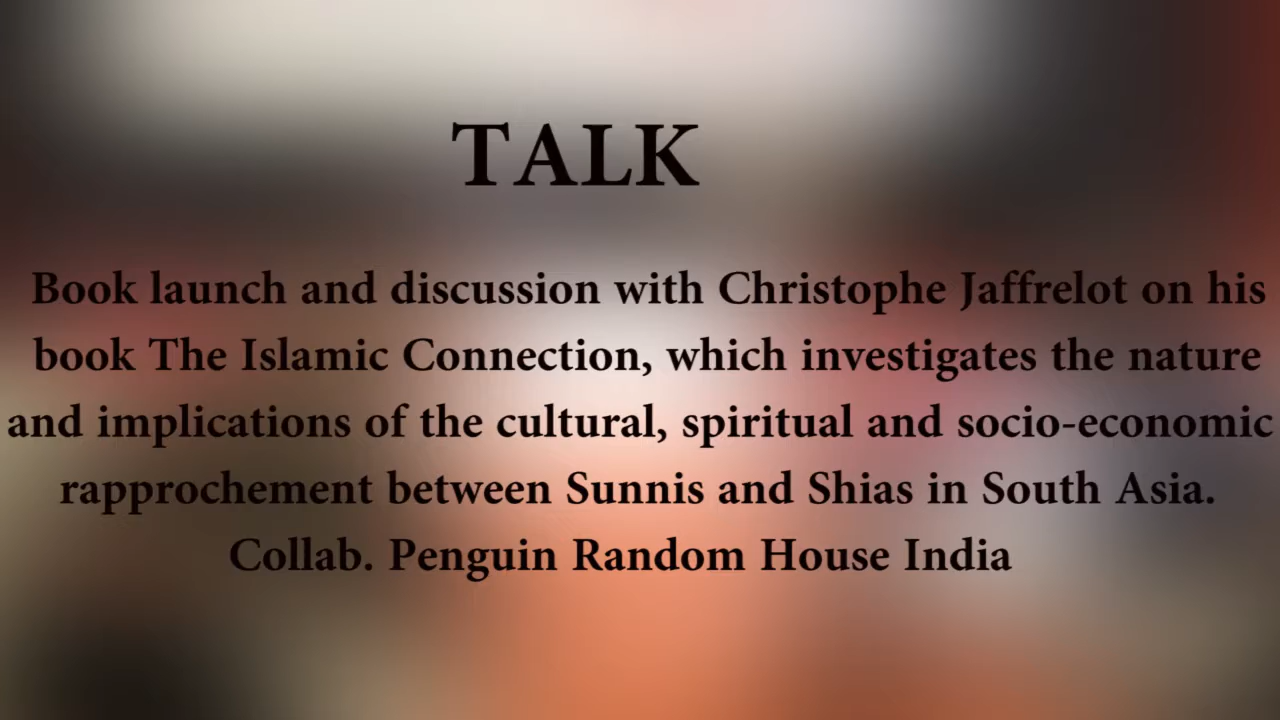 TALK
Book launch and discussion with Christophe Jaffrelot on his
book The Islamic Connection, which investigates the nature
and implications of the cultural, spiritual and socio-economic
rapprochement between Sunnis and Shias in South Asia.
Collab. Penguin Random House India